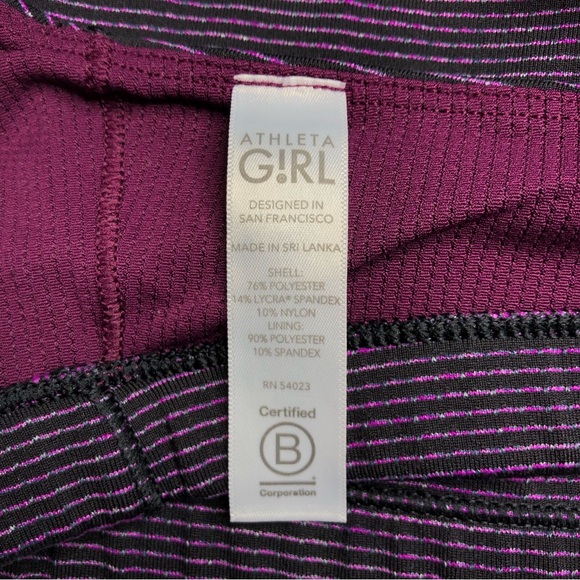 ATHLETA
G!RL
DESIGNED IN
SAN FRANCISCO
MADE IN SRI LANKA
SHELL:
76% POLYESTER
14% LYCRA® SPANDEX
10% NYLON
LINING:
90% POLYESTER
10% SPANDEX
RN 54023
Certified
B
Corporation